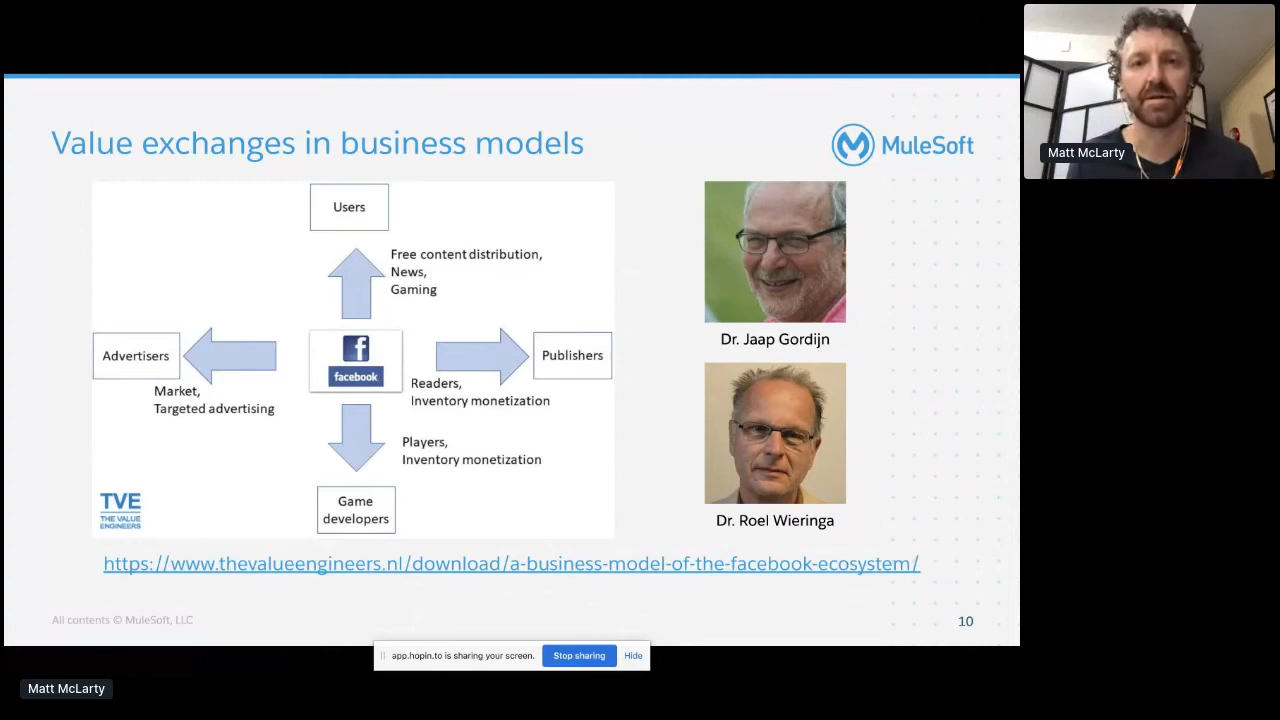 Value exchanges in business models
MuleSoft
Users
Free content distribution,
News,
Gaming
Advertisers
f
facebook
Publishers
Market,
Targeted advertising
Readers,
Inventory monetization
Players,
Inventory monetization
Game
developers
TVE
THE VALUE
ENGINEERS
Dr. Jaap Gordijn
Dr. Roel Wieringa
https://www.thevalueengineers.nl/download/a-business-model-of-the-facebook-ecosystem/
All contents © MuleSoft, LLC
10
app.hopin.to is sharing your screen.
Stop sharing
Hide
Matt McLarty
Matt McLarty